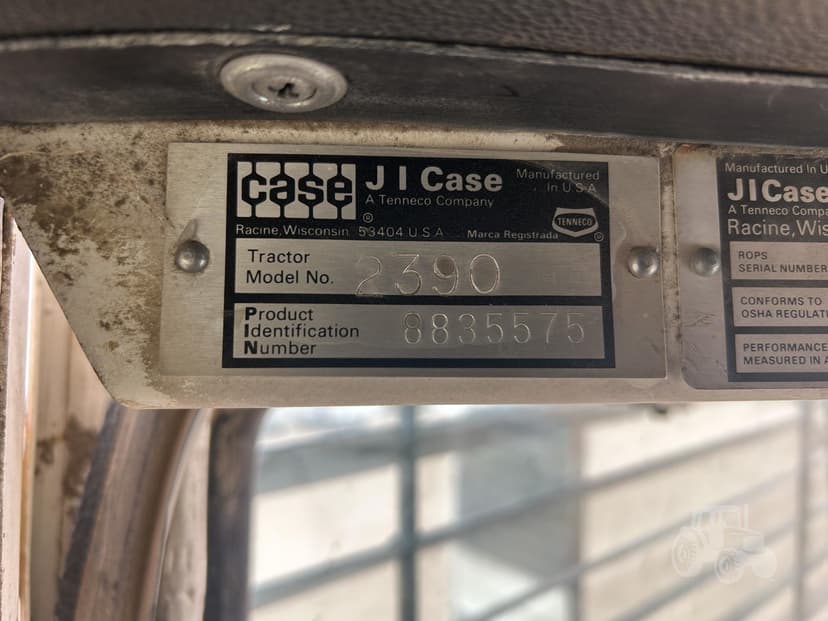 case
J I Case
Manufactured
In U.S.A
A Tenneco Company
®
TENNECO
Racine, Wisconsin 53404 U.S.A
Marca Registrada
®
Tractor
Model No.
2390
Product
Identification
Number
8835575
Manufactured In U
J I Case
A Tenneco Compa
Racine, Wis
ROPS
SERIAL NUMBER
CONFORMS TO
OSHA REGULATI
PERFORMANCE
MEASURED IN A